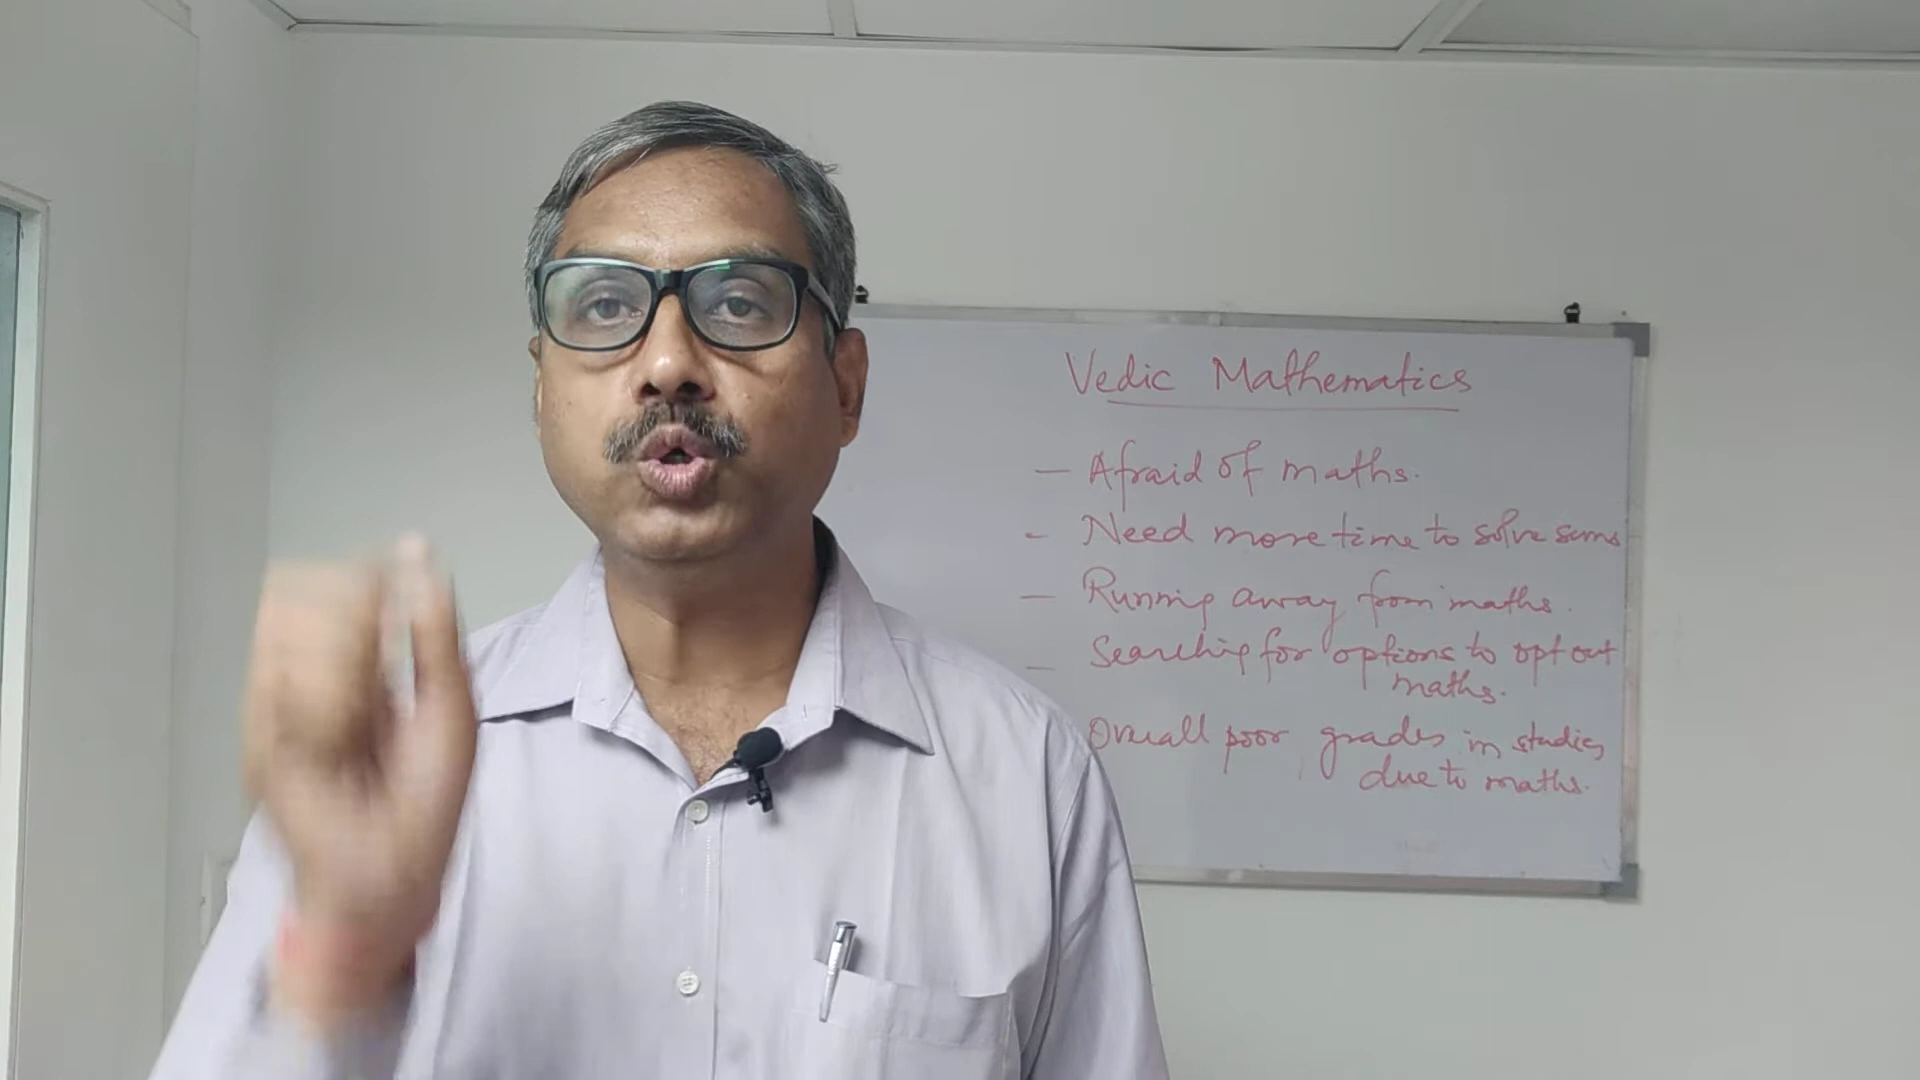 Vedic Mathematics
— Afraid of maths.
- Need more time to solve sums
— Running away from maths.
— Searching for options to opt out
maths.
Overall poor grades in studies
due to maths.